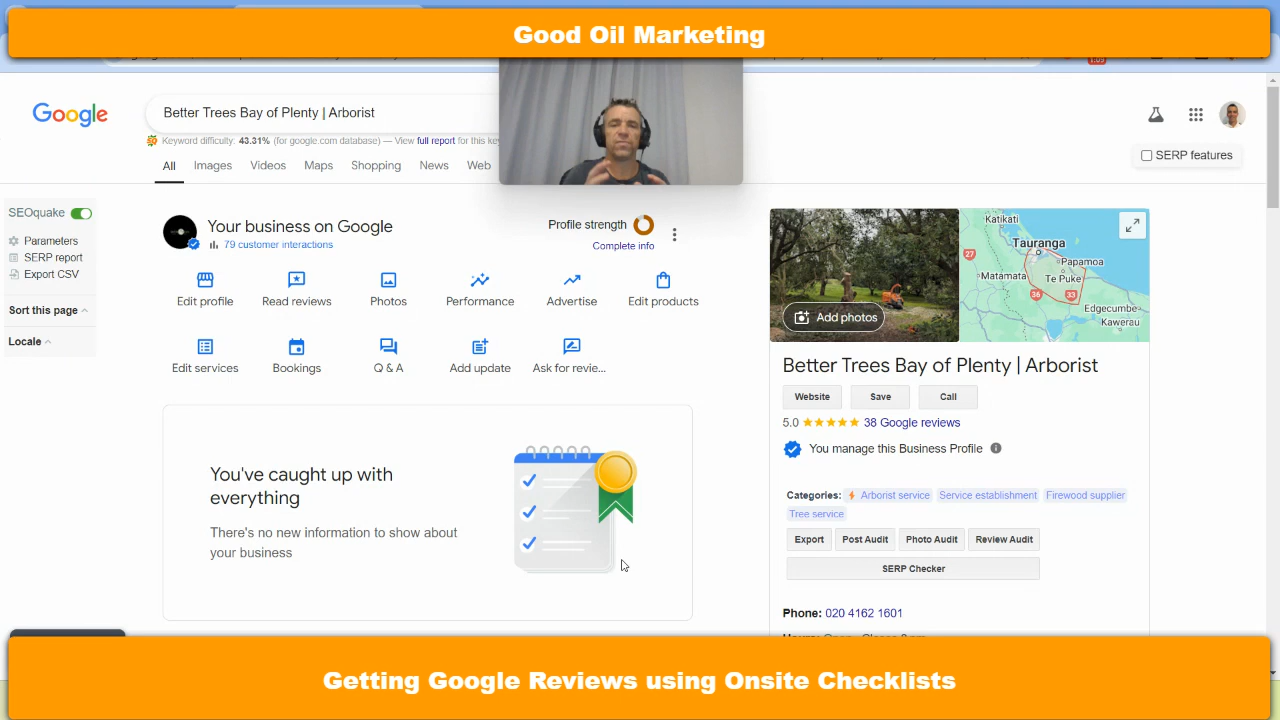 Good Oil Marketing
1:09
Google
Better Trees Bay of Plenty | Arborist
Keyword difficulty: 43.31% (for google.com database) — View full report for this key
SERP features
All Images Videos Maps Shopping News Web
SEOquake
Parameters
SERP report
Export CSV
Sort this page
Locale
Your business on Google
79 customer interactions
Profile strength
Complete info
Edit profile Read reviews Photos Performance Advertise Edit products
Edit services Bookings Q & A Add update Ask for revie...
You've caught up with
everything
There's no new information to show about
your business
Add photos
Katikati
Tauranga
27
Papamoa
Matamata
Te Puke
36
33
Edgecumbe
Kawerau
Better Trees Bay of Plenty | Arborist
Website Save Call
5.0 38 Google reviews
You manage this Business Profile
Categories: Arborist service Service establishment Firewood supplier
Tree service
Export Post Audit Photo Audit Review Audit
SERP Checker
Phone: 020 4162 1601
Getting Google Reviews using Onsite Checklists